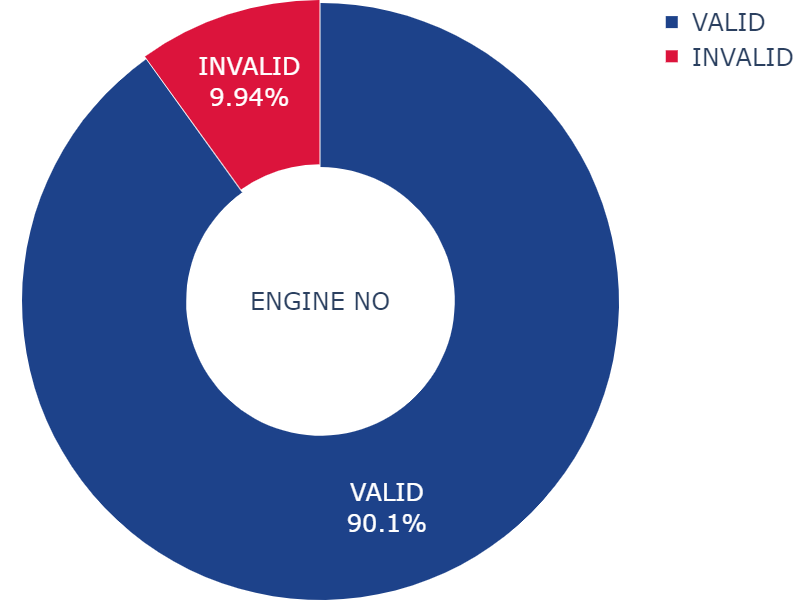 VALID
INVALID
INVALID
9.94%
ENGINE NO
VALID
90.1%